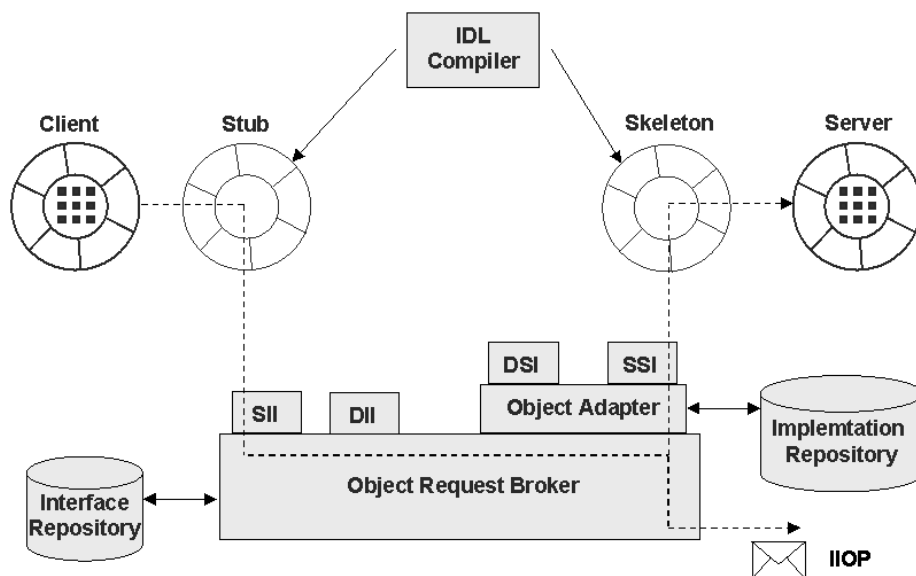 IDL
Compiler
Client
Stub
Skeleton
Server
DSI
SSI
SII
DII
Object Adapter
Implemtation
Repository
Interface
Repository
Object Request Broker
IIOP